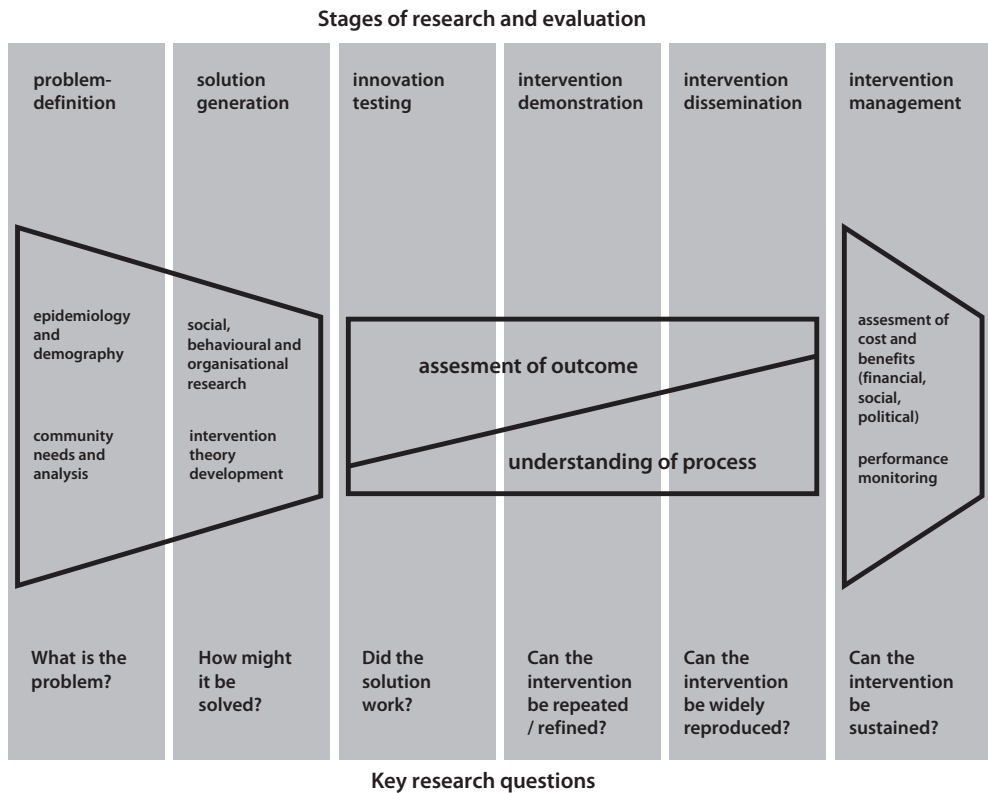 Stages of research and evaluation
problem-
definition
solution
generation
innovation
testing
intervention
demonstration
intervention
dissemination
intervention
management
epidemiology
and
demography
community
needs and
analysis
social,
behavioural and
organisational
research
intervention
theory
development
assesment of outcome
understanding of process
assesment of
cost and
benefits
(financial,
social,
political)
performance
monitoring
What is the
problem?
How might
it be
solved?
Did the
solution
work?
Can the
intervention
be repeated
/ refined?
Can the
intervention
be widely
reproduced?
Can the
intervention
be
sustained?
Key research questions